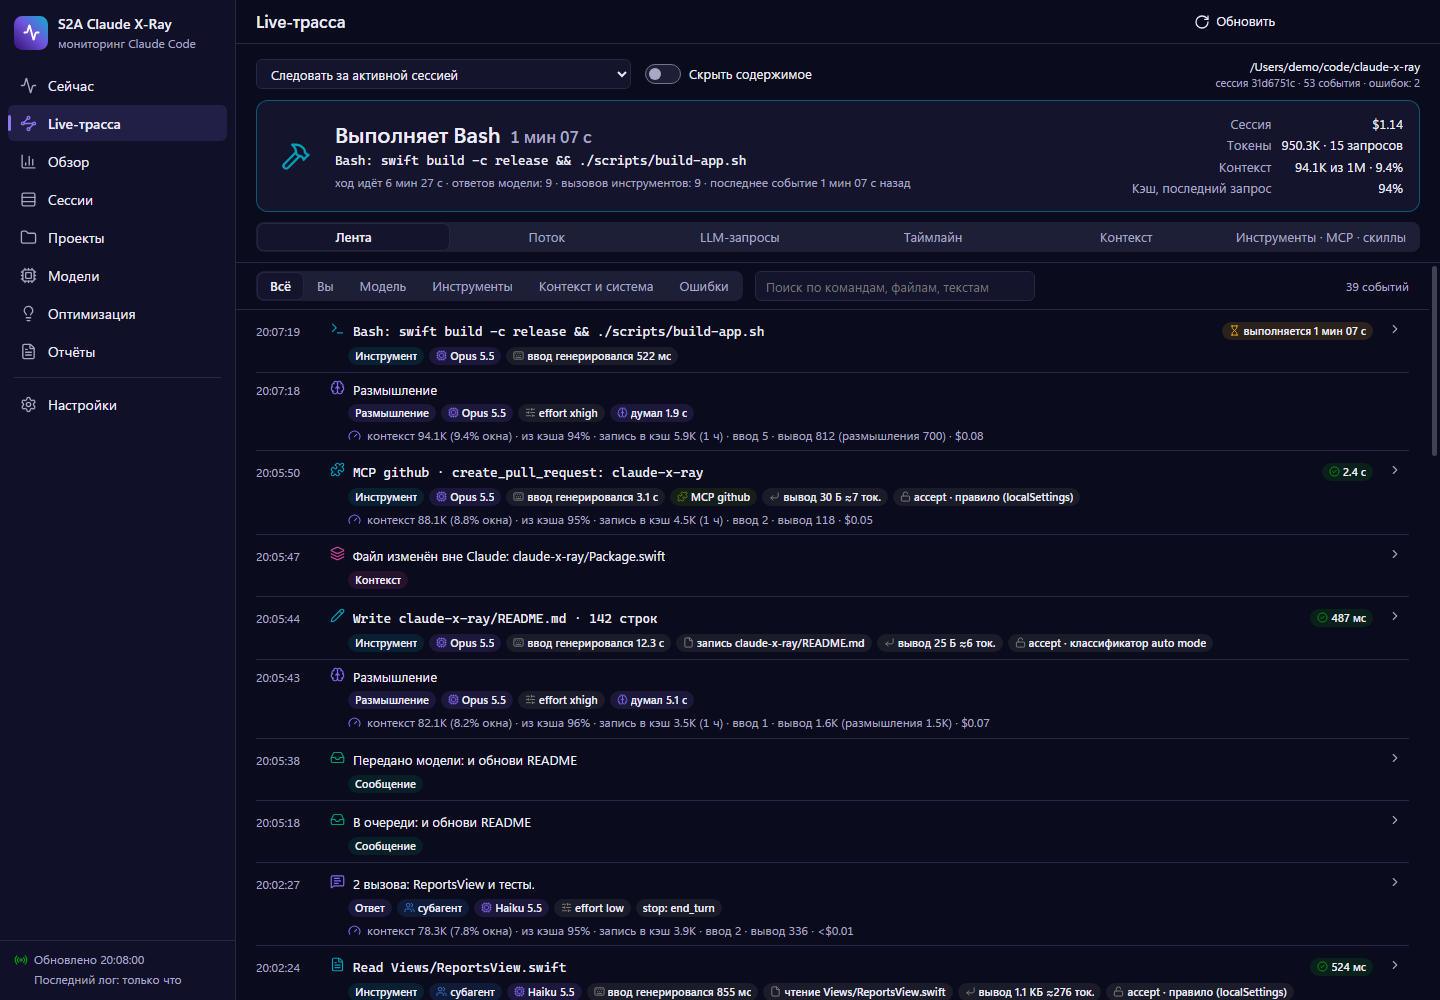 S2A Claude X-Ray
мониторинг Claude Code
Сейчас
Live-трасса
Обзор
Сессии
Проекты
Модели
Оптимизация
Отчёты
Настройки
Обновлено 20:08:00
Последний лог: только что
Live-трасса
Обновить
Следовать за активной сессией
Скрыть содержимое
/Users/demo/code/claude-x-ray
сессия 31d6751c · 53 события · ошибок: 2
Выполняет Bash 1 мин 07 с
Bash: swift build -c release && ./scripts/build-app.sh
ход идёт 6 мин 27 с · ответов модели: 9 · вызовов инструментов: 9 · последнее событие 1 мин 07 с назад
Сессия $1.14
Токены 950.3K · 15 запросов
Контекст 94.1K из 1M · 9.4%
Кэш, последний запрос 94%
Лента Поток LLM-запросы Таймлайн Контекст Инструменты · MCP · скиллы
Всё Вы Модель Инструменты Контекст и система Ошибки Поиск по командам, файлам, текстам 39 событий
20:07:19 Bash: swift build -c release && ./scripts/build-app.sh выполняется 1 мин 07 с
Инструмент Opus 5.5 ввод генерировался 522 мс
20:07:18 Размышление
Размышление Opus 5.5 effort xhigh думал 1.9 с
контекст 94.1K (9.4% окна) · из кэша 94% · запись в кэш 5.9K (1 ч) · ввод 5 · вывод 812 (размышления 700) · $0.08
20:05:50 MCP github · create_pull_request: claude-x-ray 2.4 с
Инструмент Opus 5.5 ввод генерировался 3.1 с MCP github вывод 30 Б ≈7 ток. accept · правило (localSettings)
контекст 88.1K (8.8% окна) · из кэша 95% · запись в кэш 4.5K (1 ч) · ввод 2 · вывод 118 · $0.05
20:05:47 Файл изменён вне Claude: claude-x-ray/Package.swift
Контекст
20:05:44 Write claude-x-ray/README.md · 142 строк 487 мс
Инструмент Opus 5.5 ввод генерировался 12.3 с запись claude-x-ray/README.md вывод 25 Б ≈6 ток. accept · классификатор auto mode
20:05:43 Размышление
Размышление Opus 5.5 effort xhigh думал 5.1 с
контекст 82.1K (8.2% окна) · из кэша 96% · запись в кэш 3.5K (1 ч) · ввод 1 · вывод 1.6K (размышления 1.5K) · $0.07
20:05:38 Передано модели: и обнови README
Сообщение
20:05:18 В очереди: и обнови README
Сообщение
20:02:27 2 вызова: ReportsView и тесты.
Ответ субагент Haiku 5.5 effort low stop: end_turn
контекст 78.3K (7.8% окна) · из кэша 95% · запись в кэш 3.9K · ввод 2 · вывод 336 · <$0.01
20:02:24 Read Views/ReportsView.swift 524 мс
Инструмент субагент Haiku 5.5 ввод генерировался 855 мс чтение Views/ReportsView.swift вывод 1.1 КБ ≈276 ток. accept · правило (localSettings)